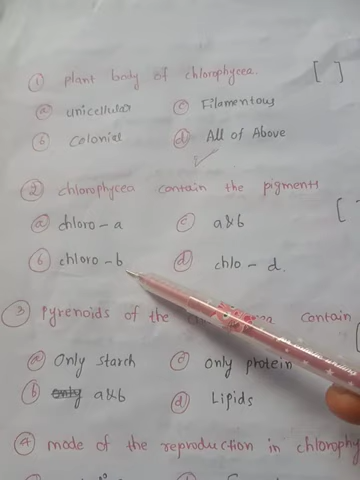 ① plant body of chlorophycea. [ ]
ⓐ unicellular ⓒ Filamentous
ⓑ Colonial ⓓ All of Above
② chlorophycea contain the pigments [
ⓐ chloro - a ⓒ a&b
ⓑ chloro - b ⓓ chlo - d.
③ Pyrenoids of the contain [
ⓐ Only starch ⓒ only protein
ⓑ a&b ⓓ Lipids
④ mode of the reproduction in chloroph